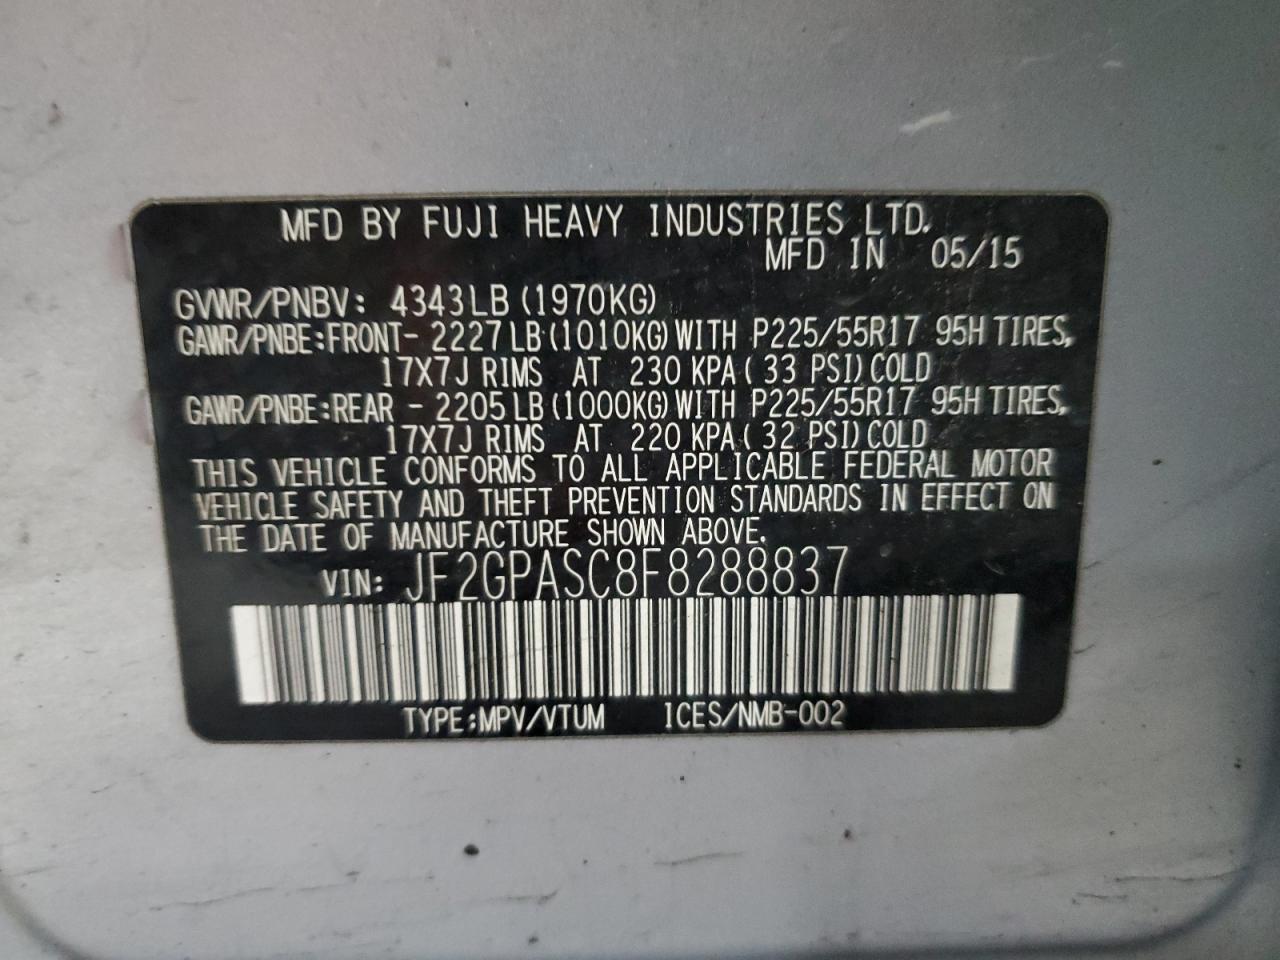 MFD BY FUJI HEAVY INDUSTRIES LTD.
MFD IN 05/15
GVWR/PNBV: 4343LB (1970KG)
GAWR/PNBE:FRONT- 2227LB (1010KG) WITH P225/55R17 95H TIRES,
17X7J RIMS AT 230 KPA( 33 PSI) COLD
GAWR/PNBE:REAR - 2205LB (1000KG) WITH P225/55R17 95H TIRES,
17X7J RIMS AT 220 KPA( 32 PSI) COLD
THIS VEHICLE CONFORMS TO ALL APPLICABLE FEDERAL MOTOR
VEHICLE SAFETY AND THEFT PREVENTION STANDARDS IN EFFECT ON
THE DATE OF MANUFACTURE SHOWN ABOVE.
VIN: JF2GPASC8F8288837
TYPE:MPV/VTUM ICES/NMB-002